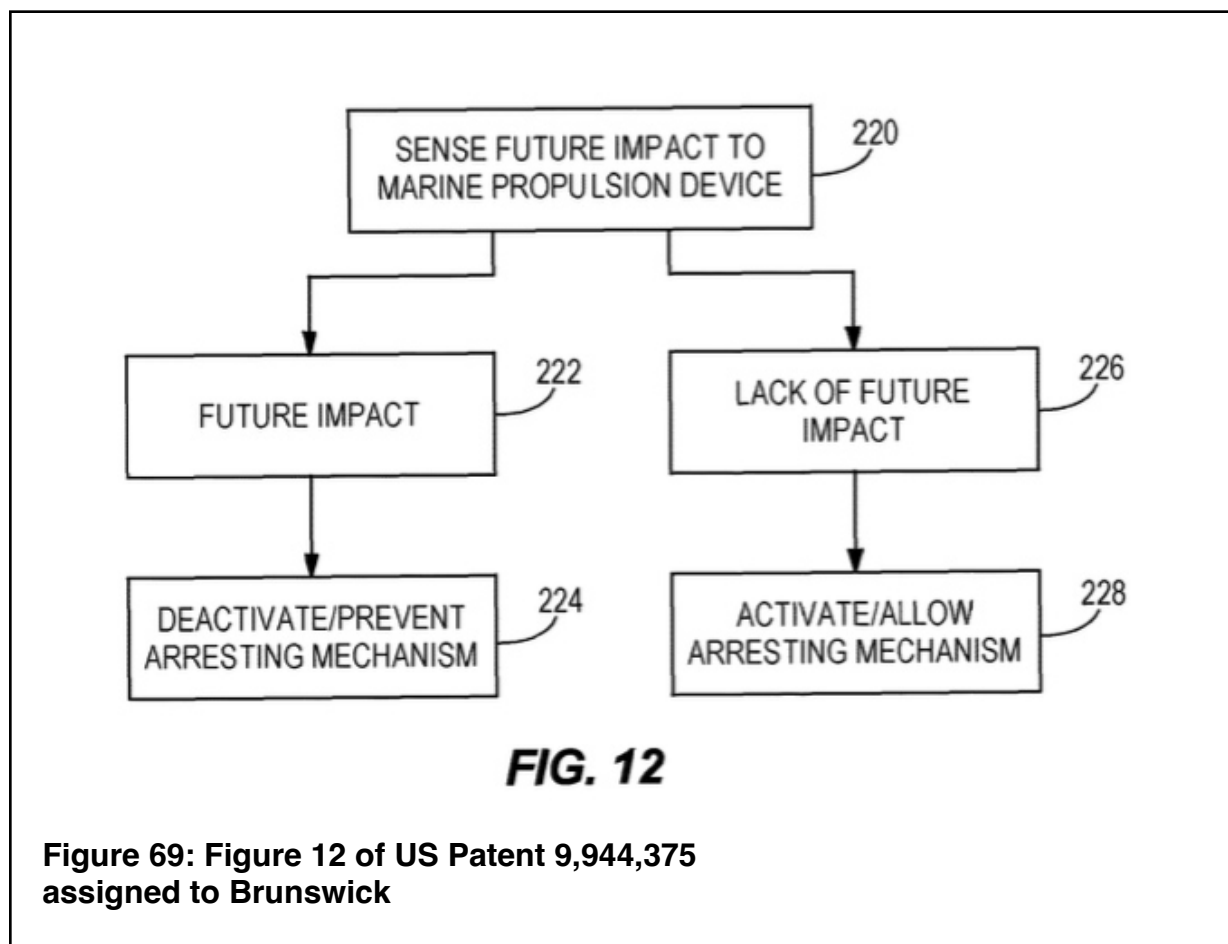 SENSE FUTURE IMPACT TO
MARINE PROPULSION DEVICE
220
FUTURE IMPACT
222
LACK OF FUTURE
IMPACT
226
DEACTIVATE/PREVENT
ARRESTING MECHANISM
224
ACTIVATE/ALLOW
ARRESTING MECHANISM
228
FIG. 12
Figure 69: Figure 12 of US Patent 9,944,375
assigned to Brunswick